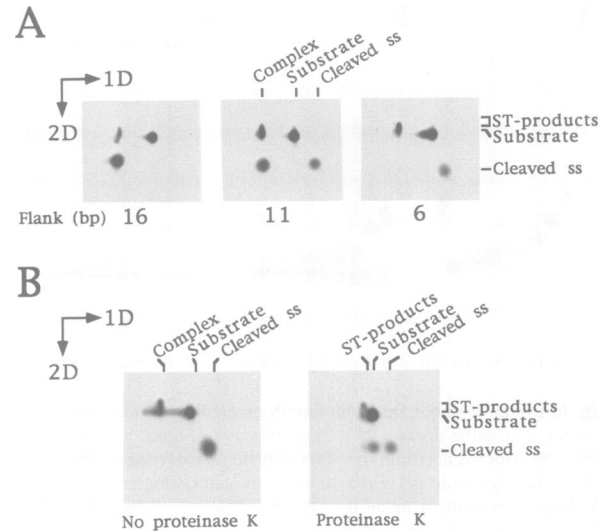 A
Complex
Substrate
Cleaved ss
1D
2D
ST-products
Substrate
Cleaved ss
Flank (bp) 16 11 6
B
Complex
Substrate
Cleaved ss
ST-products
Substrate
Cleaved ss
1D
2D
ST-products
Substrate
Cleaved ss
No proteinase K
Proteinase K